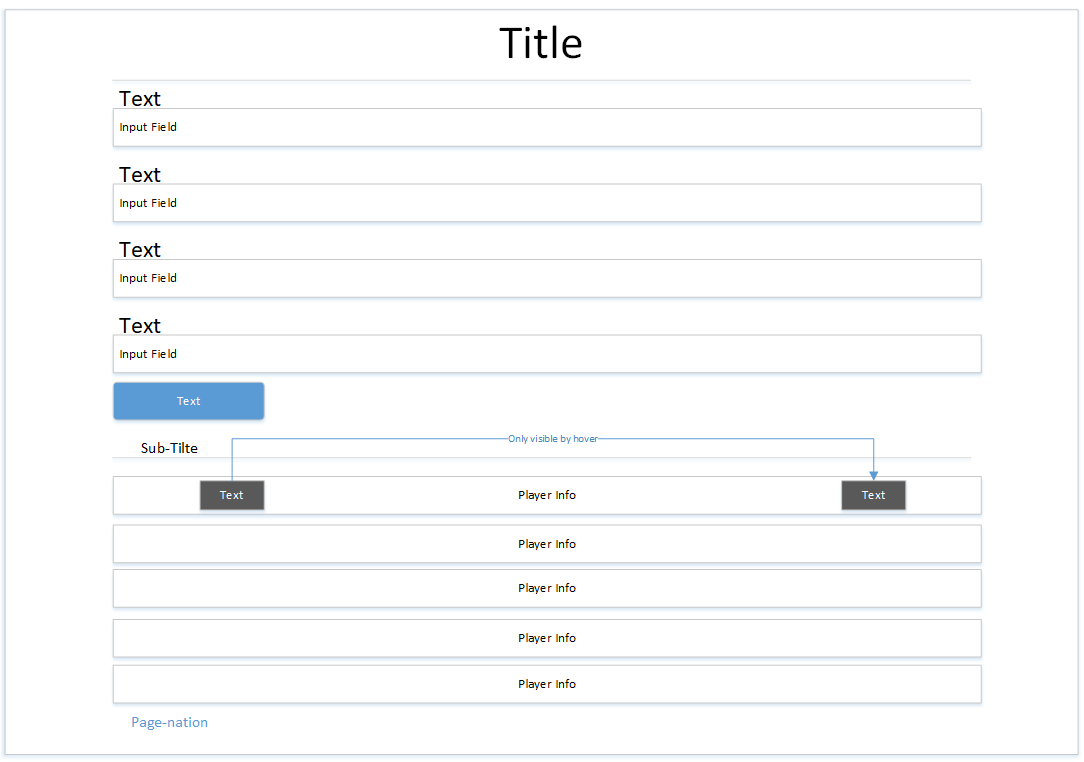 Title
Text
Input Field
Text
Input Field
Text
Input Field
Text
Input Field
Text
Only visible by hover
Sub-Tilte
Text Player Info Text
Player Info
Player Info
Player Info
Player Info
Page-nation